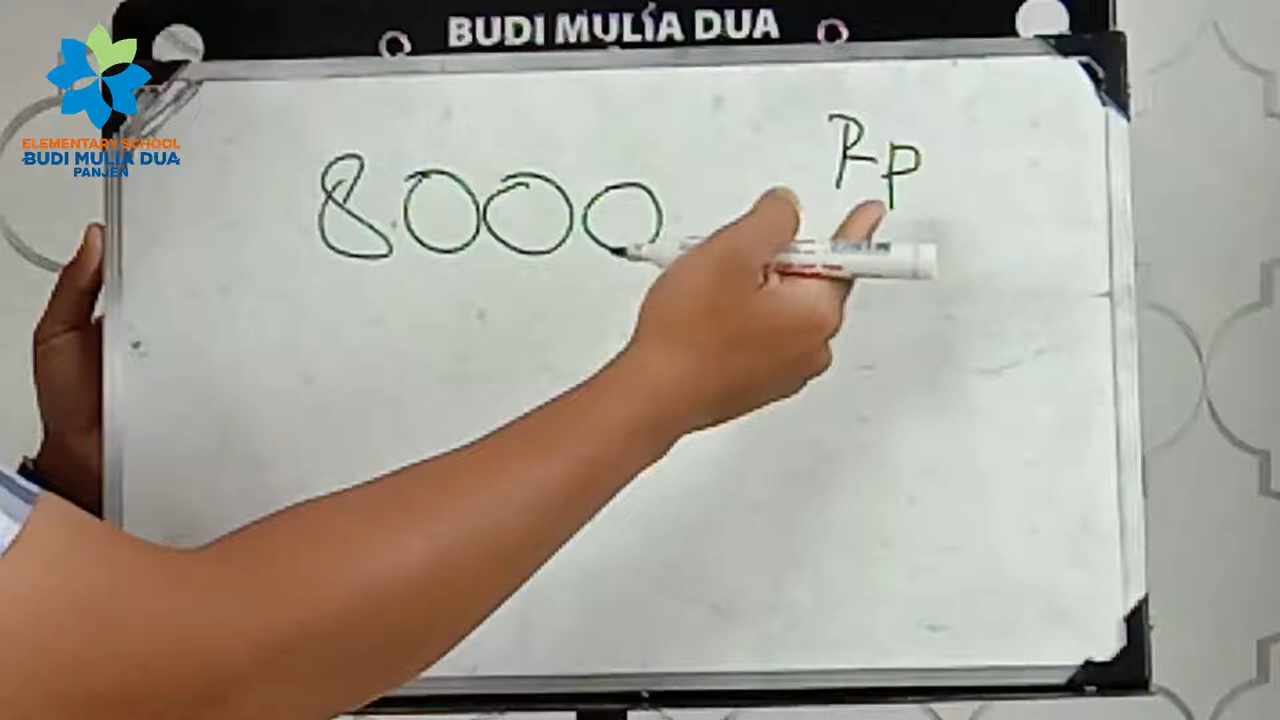 BUDI MULIA DUA
ELEMENTARY SCHOOL
BUDI MULIA DUA
PANJEN
8000
Rp